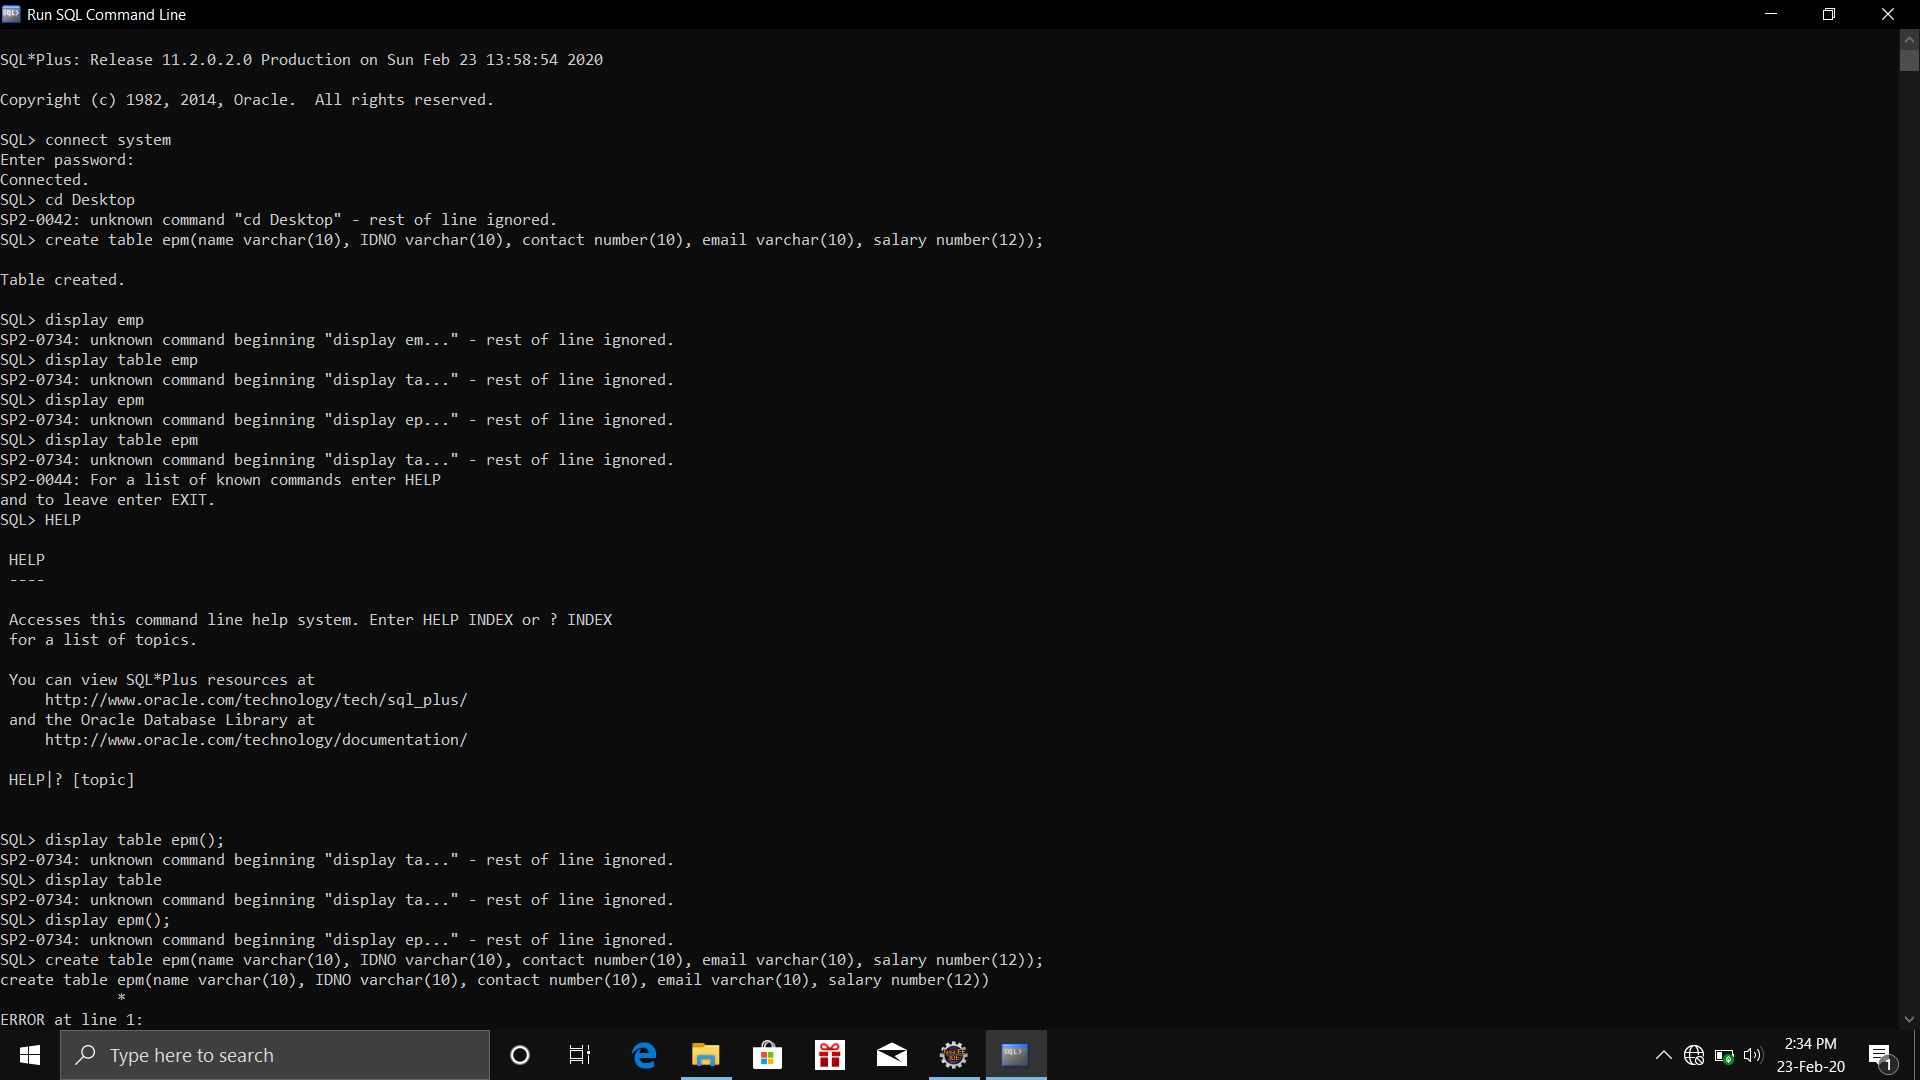 Run SQL Command Line
SQL*Plus: Release 11.2.0.2.0 Production on Sun Feb 23 13:58:54 2020
Copyright (c) 1982, 2014, Oracle.  All rights reserved.
SQL> connect system
Enter password:
Connected.
SQL> cd Desktop
SP2-0042: unknown command "cd Desktop" - rest of line ignored.
SQL> create table epm(name varchar(10), IDNO varchar(10), contact number(10), email varchar(10), salary number(12));
Table created.
SQL> display emp
SP2-0734: unknown command beginning "display em..." - rest of line ignored.
SQL> display table emp
SP2-0734: unknown command beginning "display ta..." - rest of line ignored.
SQL> display epm
SP2-0734: unknown command beginning "display ep..." - rest of line ignored.
SQL> display table epm
SP2-0734: unknown command beginning "display ta..." - rest of line ignored.
SP2-0044: For a list of known commands enter HELP
and to leave enter EXIT.
SQL> HELP
HELP
----
Accesses this command line help system. Enter HELP INDEX or ? INDEX
for a list of topics.
You can view SQL*Plus resources at
http://www.oracle.com/technology/tech/sql_plus/
and the Oracle Database Library at
http://www.oracle.com/technology/documentation/
HELP|? [topic]
SQL> display table epm();
SP2-0734: unknown command beginning "display ta..." - rest of line ignored.
SQL> display table
SP2-0734: unknown command beginning "display ta..." - rest of line ignored.
SQL> display epm();
SP2-0734: unknown command beginning "display ep..." - rest of line ignored.
SQL> create table epm(name varchar(10), IDNO varchar(10), contact number(10), email varchar(10), salary number(12));
create table epm(name varchar(10), IDNO varchar(10), contact number(10), email varchar(10), salary number(12))
*
ERROR at line 1:
Type here to search
2:34 PM
23-Feb-20
1